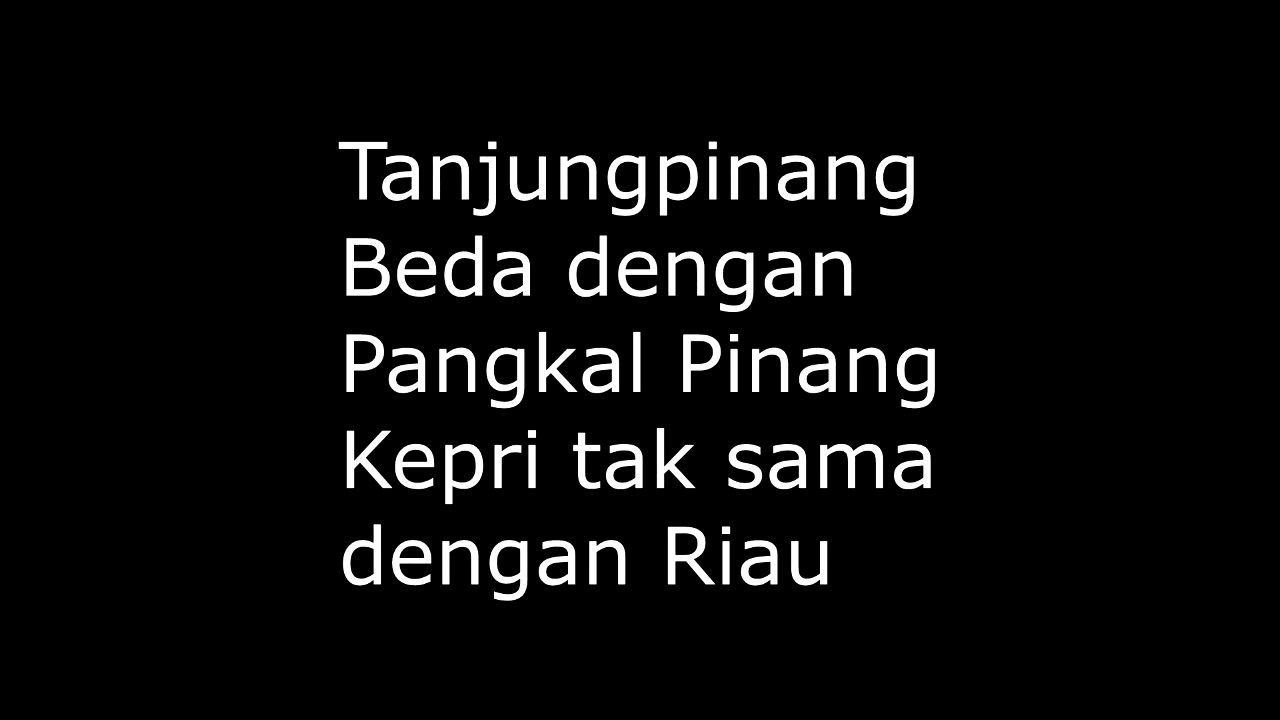 Tanjungpinang
Beda dengan
Pangkal Pinang
Kepri tak sama
dengan Riau